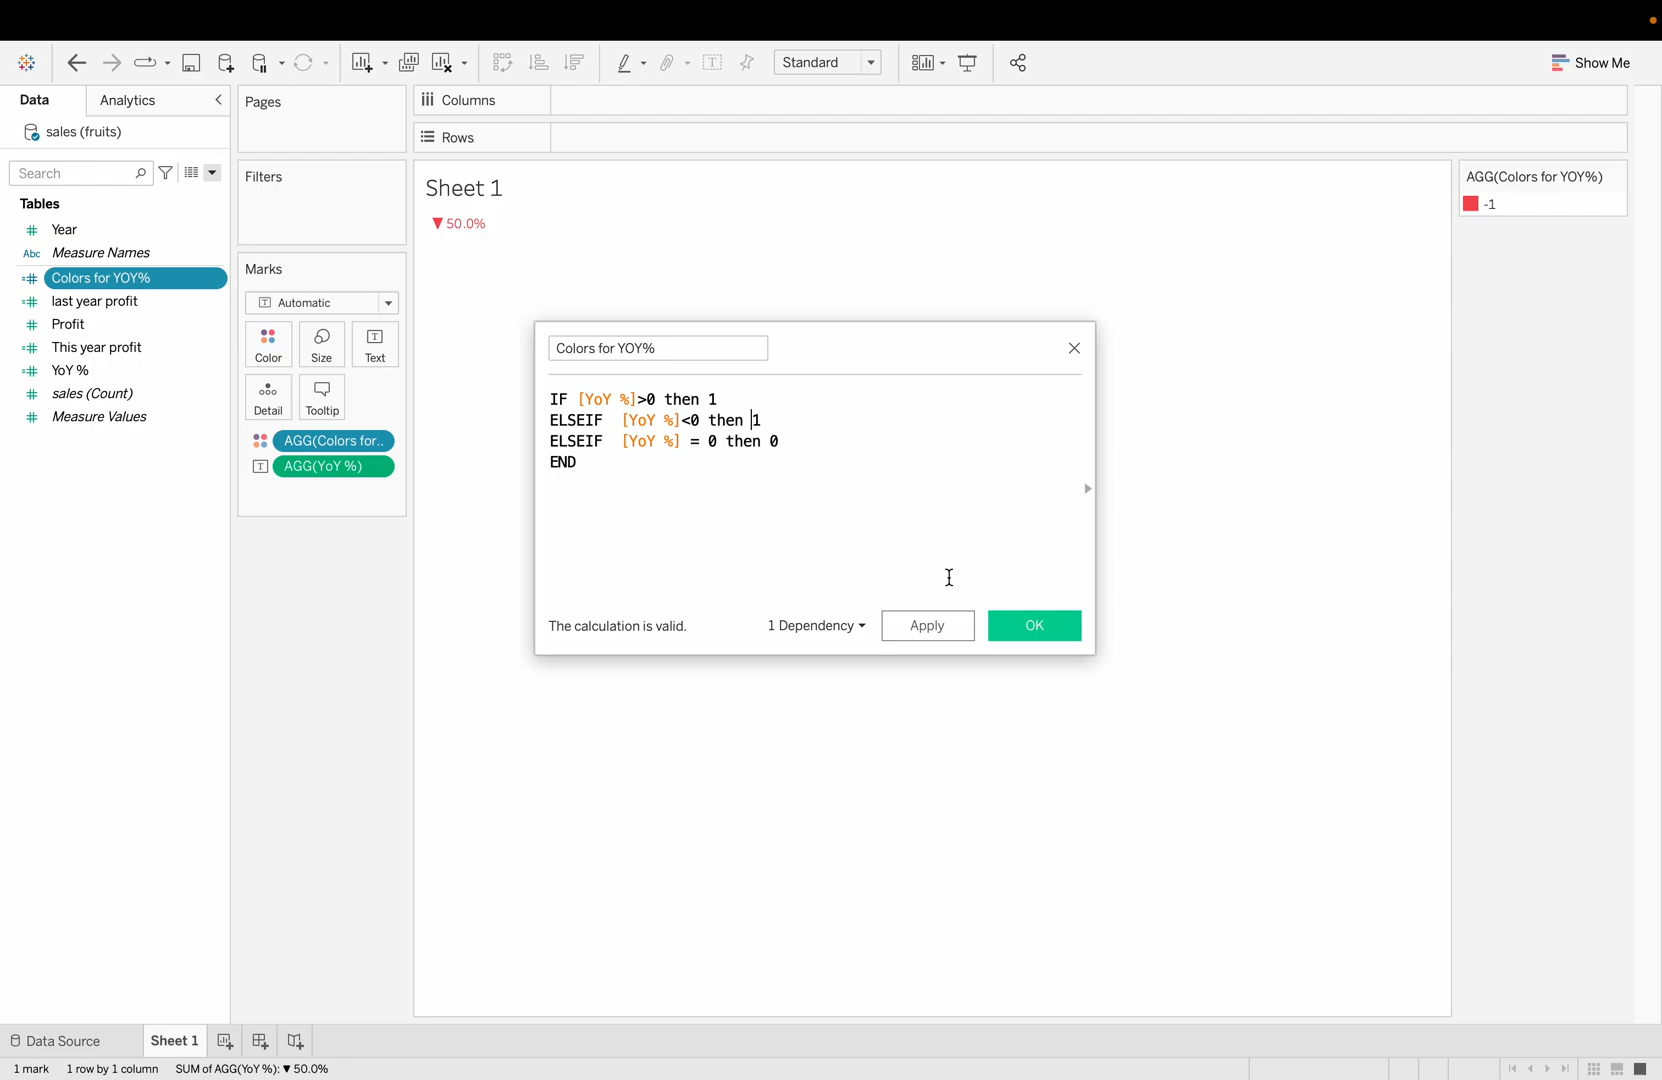 Standard
Show Me
Data
Analytics
Pages
Columns
sales (fruits)
Rows
Search
Filters
Tables
Sheet 1
AGG(Colors for YOY%)
-1
▼50.0%
Year
Abc Measure Names
Colors for YOY%
last year profit
Profit
This year profit
YoY %
sales (Count)
Measure Values
Marks
T Automatic
Color
Size
T
Text
Detail
Tooltip
AGG(Colors for..
T AGG(YoY %)
Colors for YOY%
IF [YoY %]>0 then 1
ELSEIF [YoY %]<0 then 1
ELSEIF [YoY %] = 0 then 0
END
The calculation is valid.
1 Dependency
Apply
OK
Data Source
Sheet 1
1 mark 1 row by 1 column SUM of AGG(YoY %): ▼ 50.0%